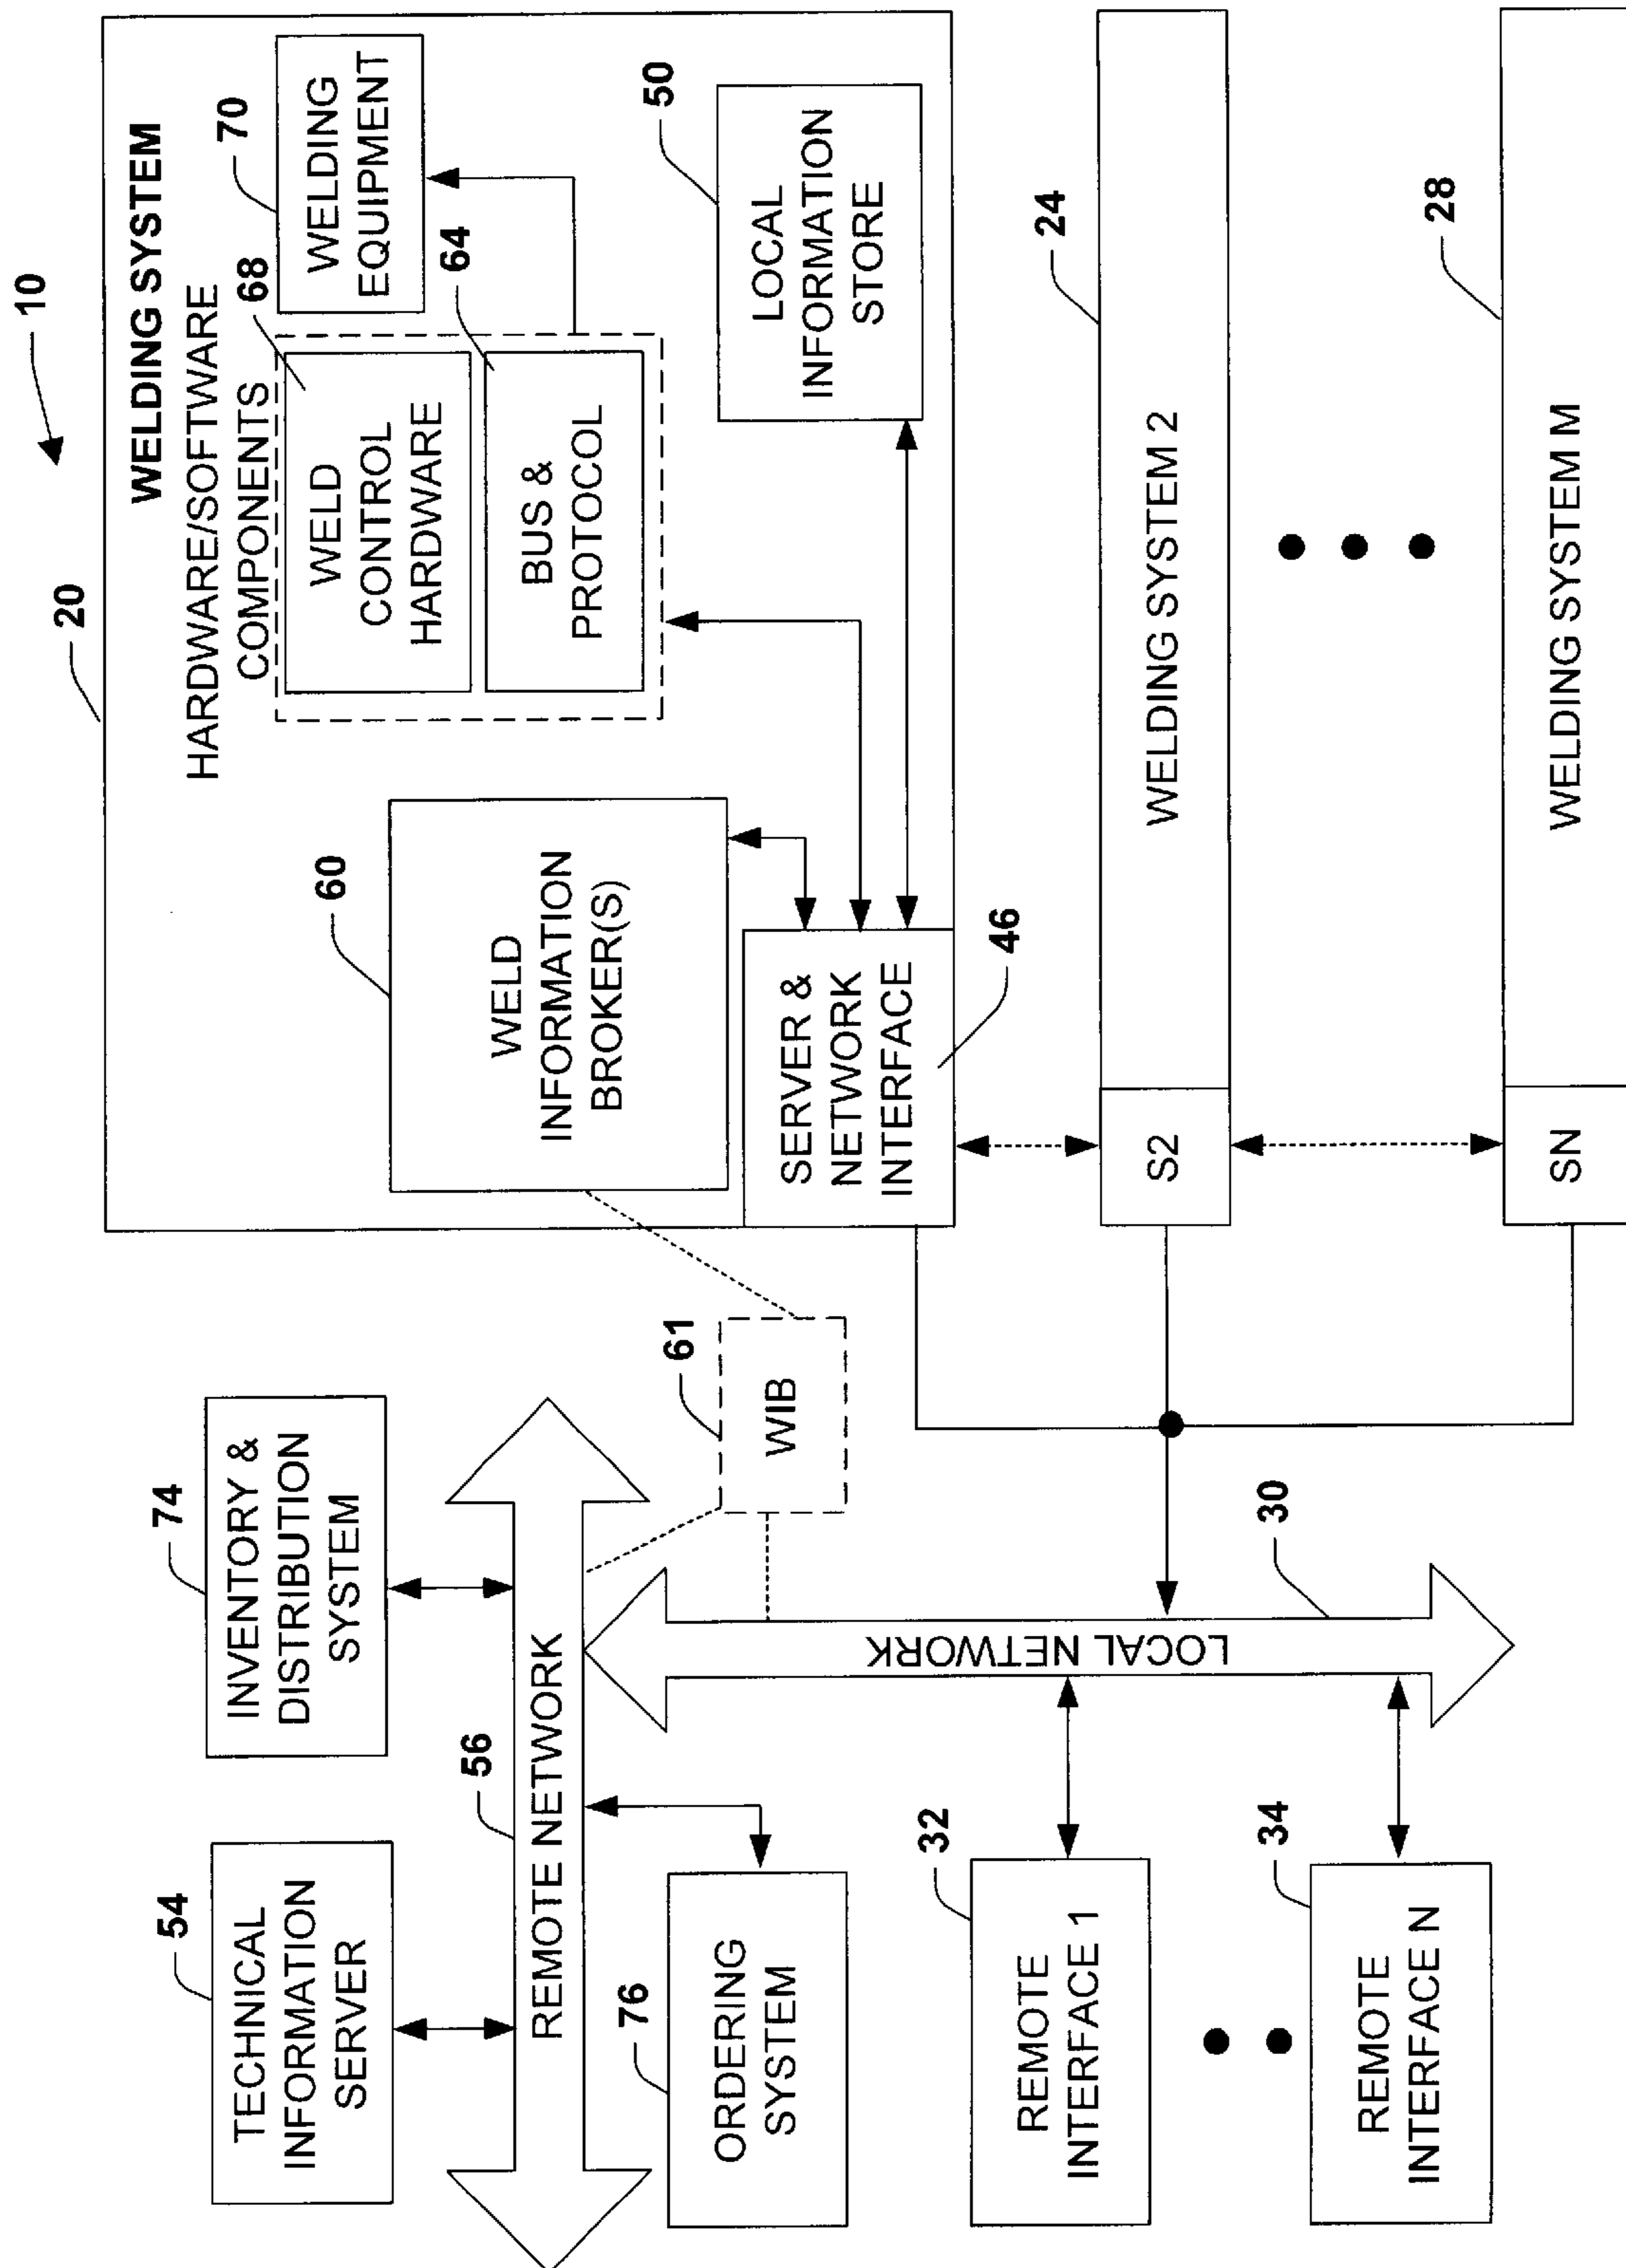 10
20
WELDING SYSTEM
HARDWARE/SOFTWARE
COMPONENTS
68
WELD
CONTROL
HARDWARE
64
BUS &
PROTOCOL
70
WELDING
EQUIPMENT
50
LOCAL
INFORMATION
STORE
60
WELD
INFORMATION
BROKER(S)
SERVER &
NETWORK
INTERFACE
46
24
S2
WELDING SYSTEM 2
28
SN
WELDING SYSTEM M
54
TECHNICAL
INFORMATION
SERVER
74
INVENTORY &
DISTRIBUTION
SYSTEM
56
REMOTE NETWORK
61
WIB
76
ORDERING
SYSTEM
30
LOCAL NETWORK
32
REMOTE
INTERFACE 1
34
REMOTE
INTERFACE N